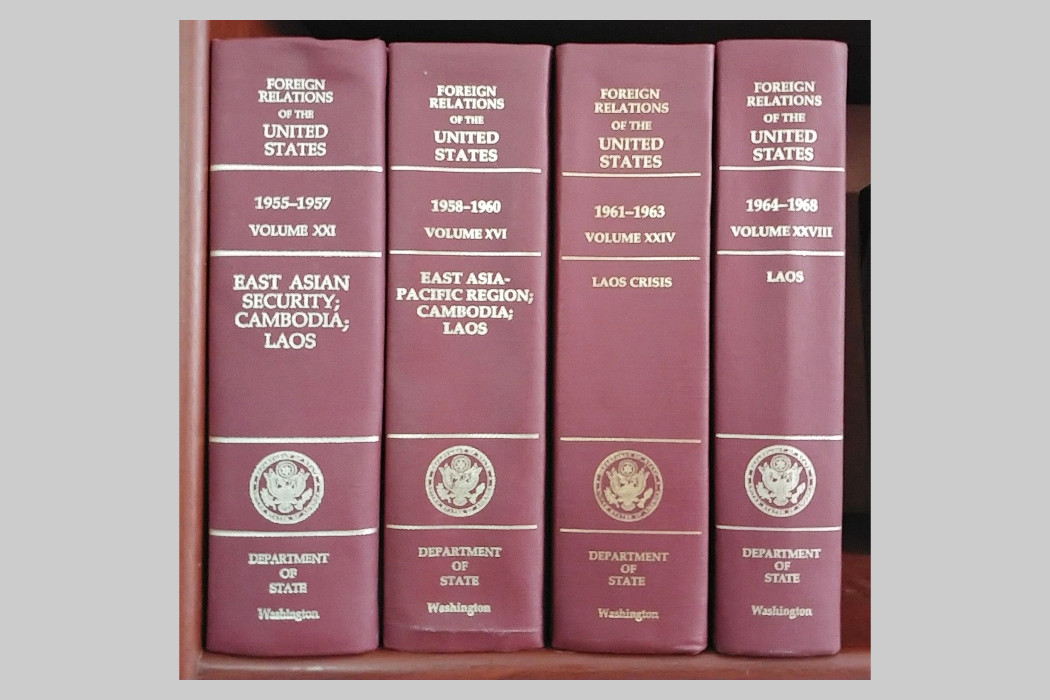 FOREIGN
RELATIONS
OF THE
UNITED
STATES
1955–1957
VOLUME XXI
EAST ASIAN
SECURITY;
CAMBODIA;
LAOS
DEPARTMENT
OF
STATE
Washington
FOREIGN
RELATIONS
OF THE
UNITED
STATES
1958–1960
VOLUME XVI
EAST ASIA-
PACIFIC REGION;
CAMBODIA;
LAOS
DEPARTMENT
OF
STATE
Washington
FOREIGN
RELATIONS
OF THE
UNITED
STATES
1961–1963
VOLUME XXIV
LAOS CRISIS
DEPARTMENT
OF
STATE
Washington
FOREIGN
RELATIONS
OF THE
UNITED
STATES
1964–1968
VOLUME XXVIII
LAOS
DEPARTMENT
OF
STATE
Washington